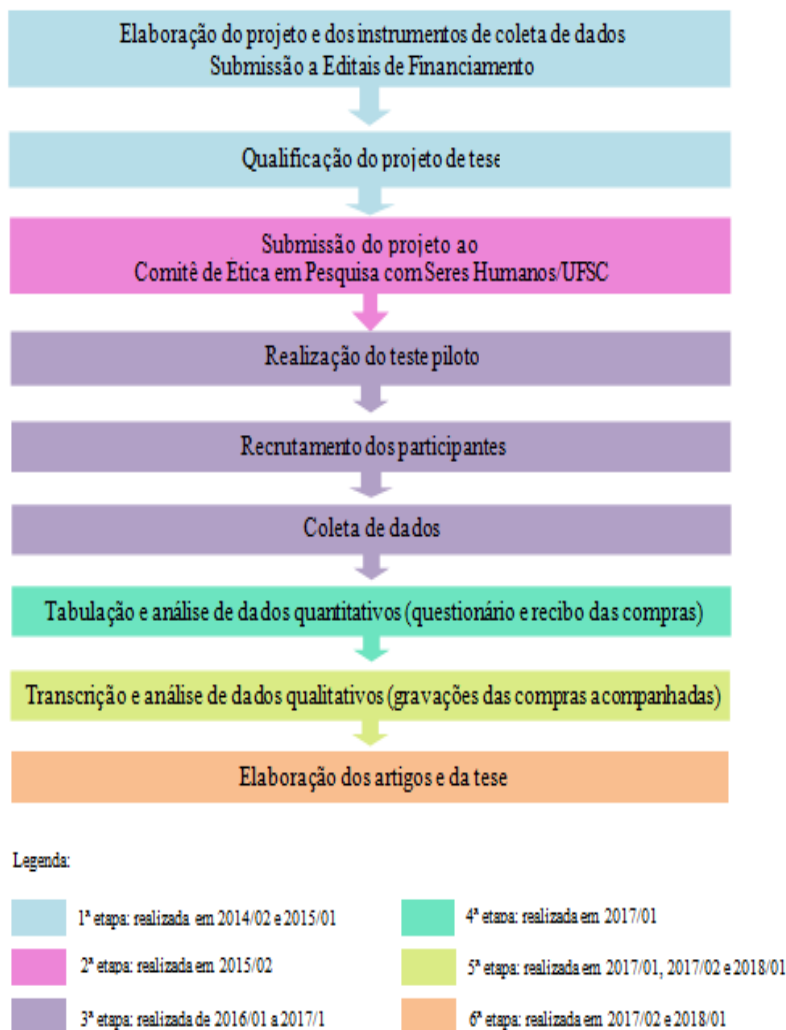 Elaboração do projeto e dos instrumentos de coleta de dados
Submissão a Editais de Financiamento
Qualificação do projeto de tese
Submissão do projeto ao
Comitê de Ética em Pesquisa com Seres Humanos/UFSC
Realização do teste piloto
Recrutamento dos participantes
Coleta de dados
Tabulação e análise de dados quantitativos (questionário e recibo das compras)
Transcrição e análise de dados qualitativos (gravações das compras acompanhadas)
Elaboração dos artigos e da tese
Legenda:
1ª etapa: realizada em 2014/02 e 2015/01
2ª etapa: realizada em 2015/02
3ª etapa: realizada de 2016/01 a 2017/1
4ª etapa: realizada em 2017/01
5ª etapa: realizada em 2017/01, 2017/02 e 2018/01
6ª etapa: realizada em 2017/02 e 2018/01